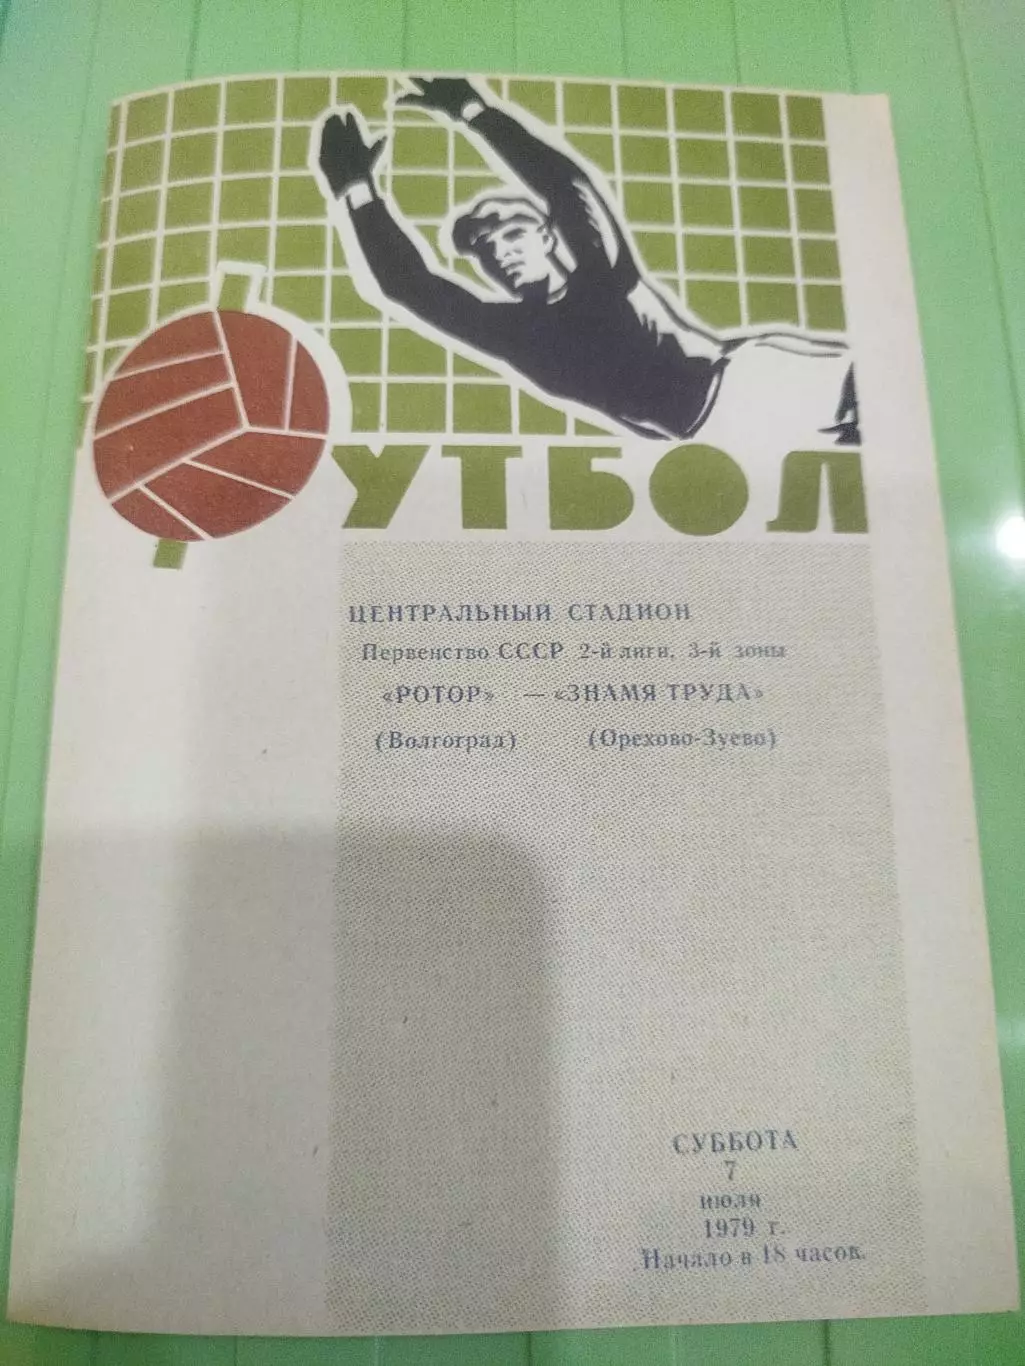 ФУТБОЛ
ЦЕНТРАЛЬНЫЙ СТАДИОН
Первенство СССР 2-й лиги, 3-й зоны
«РОТОР» — «ЗНАМЯ ТРУДА»
(Волгоград) (Орехово-Зуево)
СУББОТА
7
июля
1979 г.
Начало в 18 часов.